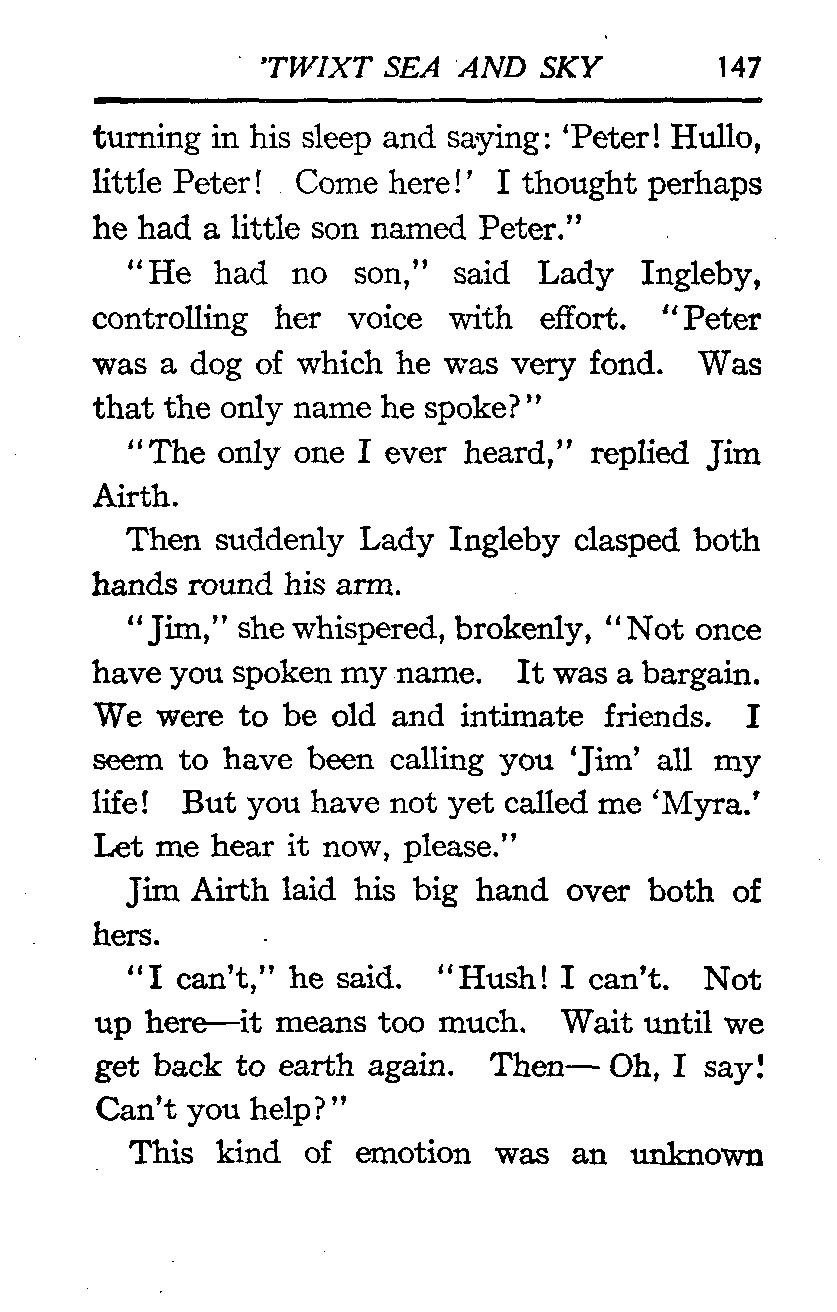 'TWIXT SEA AND SKY 147
turning in his sleep and saying: 'Peter! Hullo,
little Peter! Come here!' I thought perhaps
he had a little son named Peter."
"He had no son," said Lady Ingleby,
controlling her voice with effort. "Peter
was a dog of which he was very fond. Was
that the only name he spoke?"
"The only one I ever heard," replied Jim
Airth.
Then suddenly Lady Ingleby clasped both
hands round his arm.
"Jim," she whispered, brokenly, "Not once
have you spoken my name. It was a bargain.
We were to be old and intimate friends. I
seem to have been calling you 'Jim' all my
life! But you have not yet called me 'Myra.'
Let me hear it now, please."
Jim Airth laid his big hand over both of
hers.
"I can't," he said. "Hush! I can't. Not
up here—it means too much. Wait until we
get back to earth again. Then— Oh, I say!
Can't you help?"
This kind of emotion was an unknown